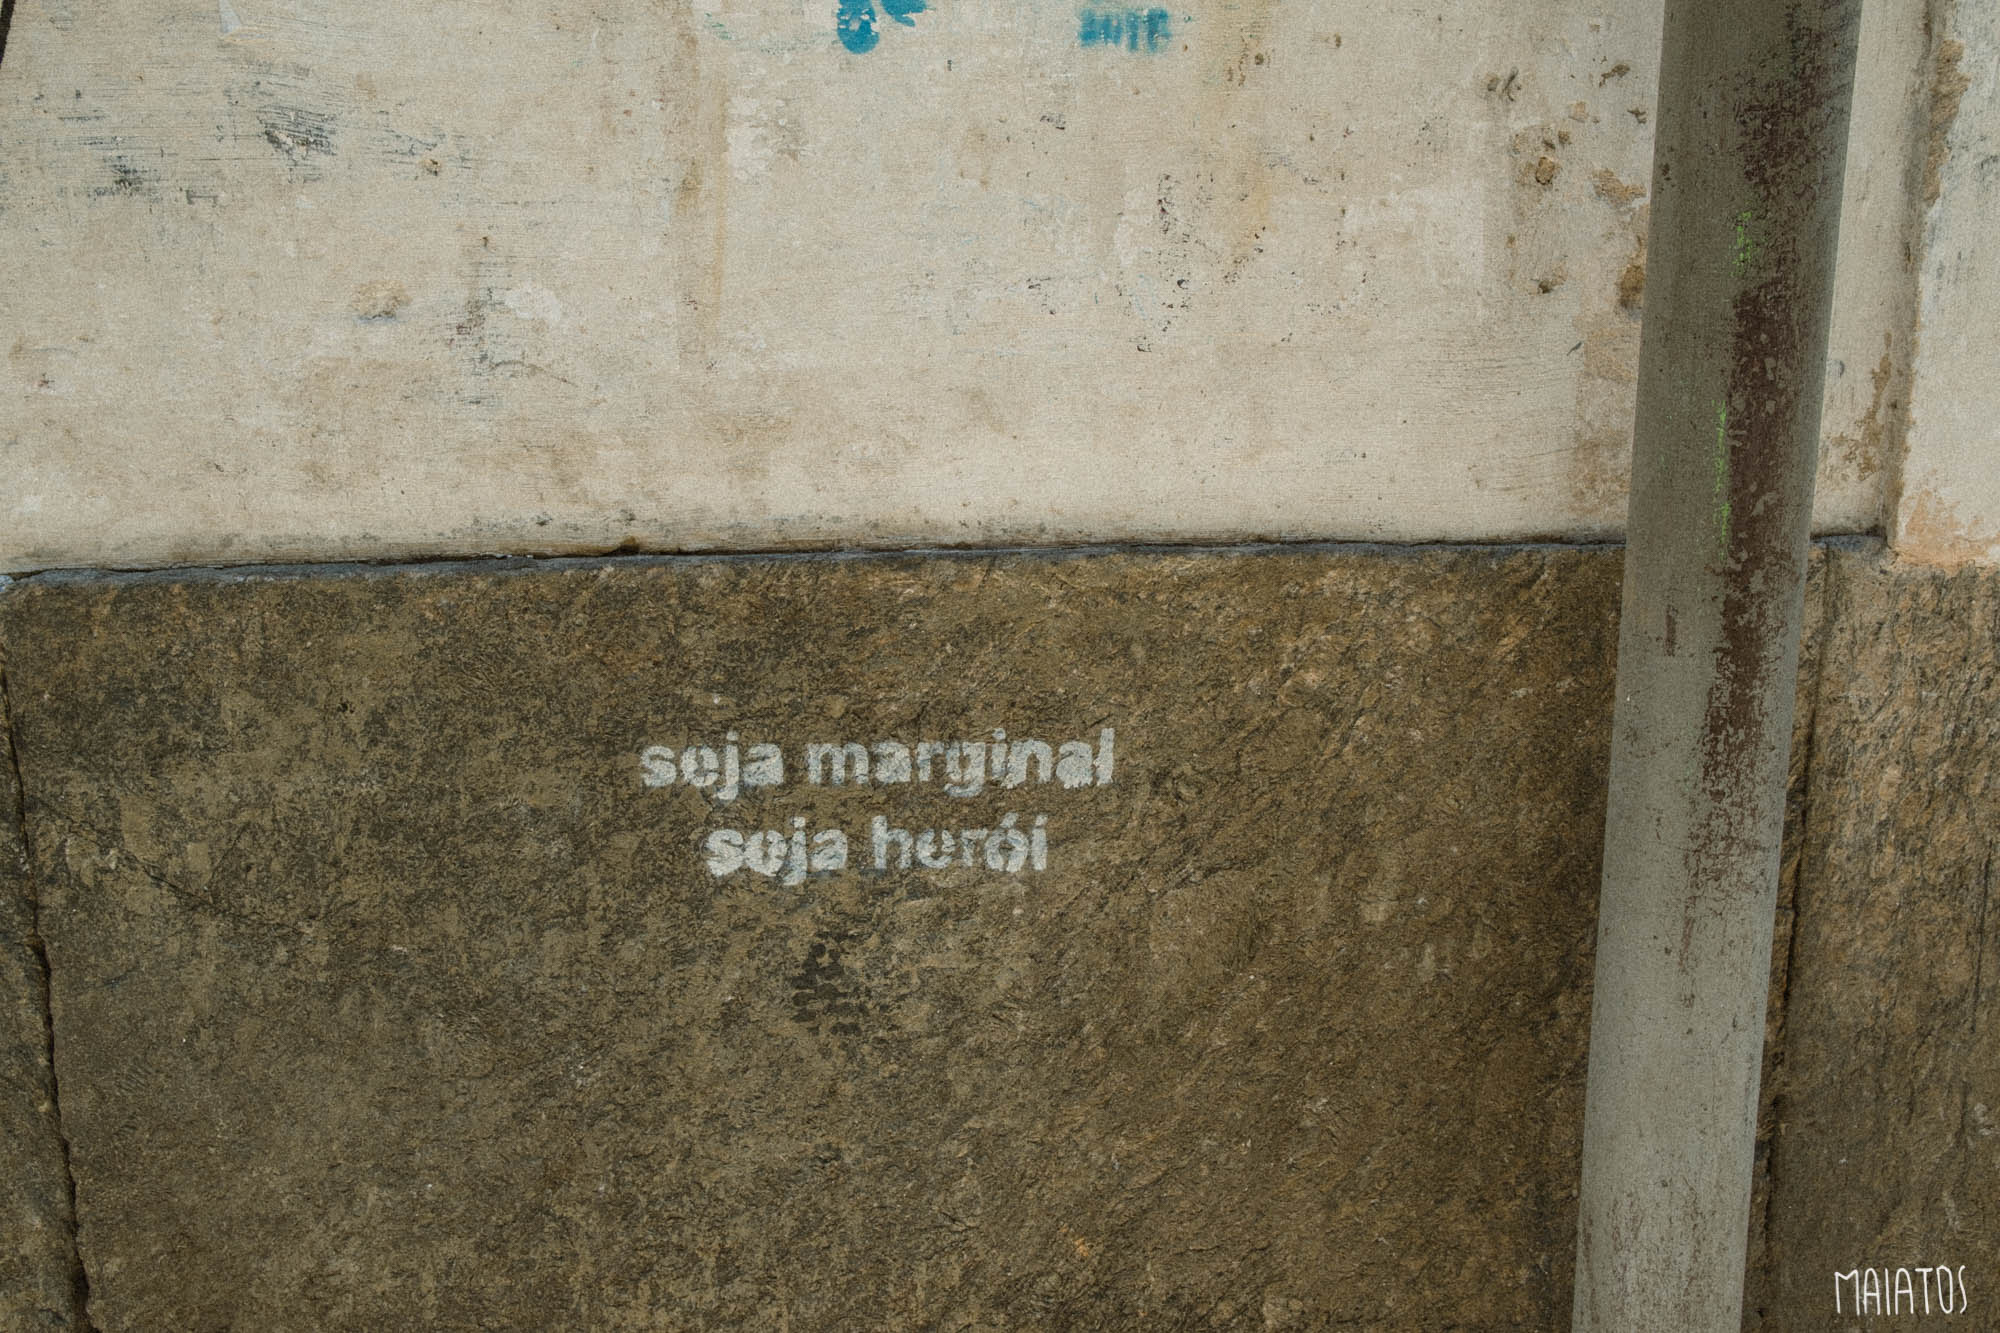 seja marginal
seja herói
MAIATOS